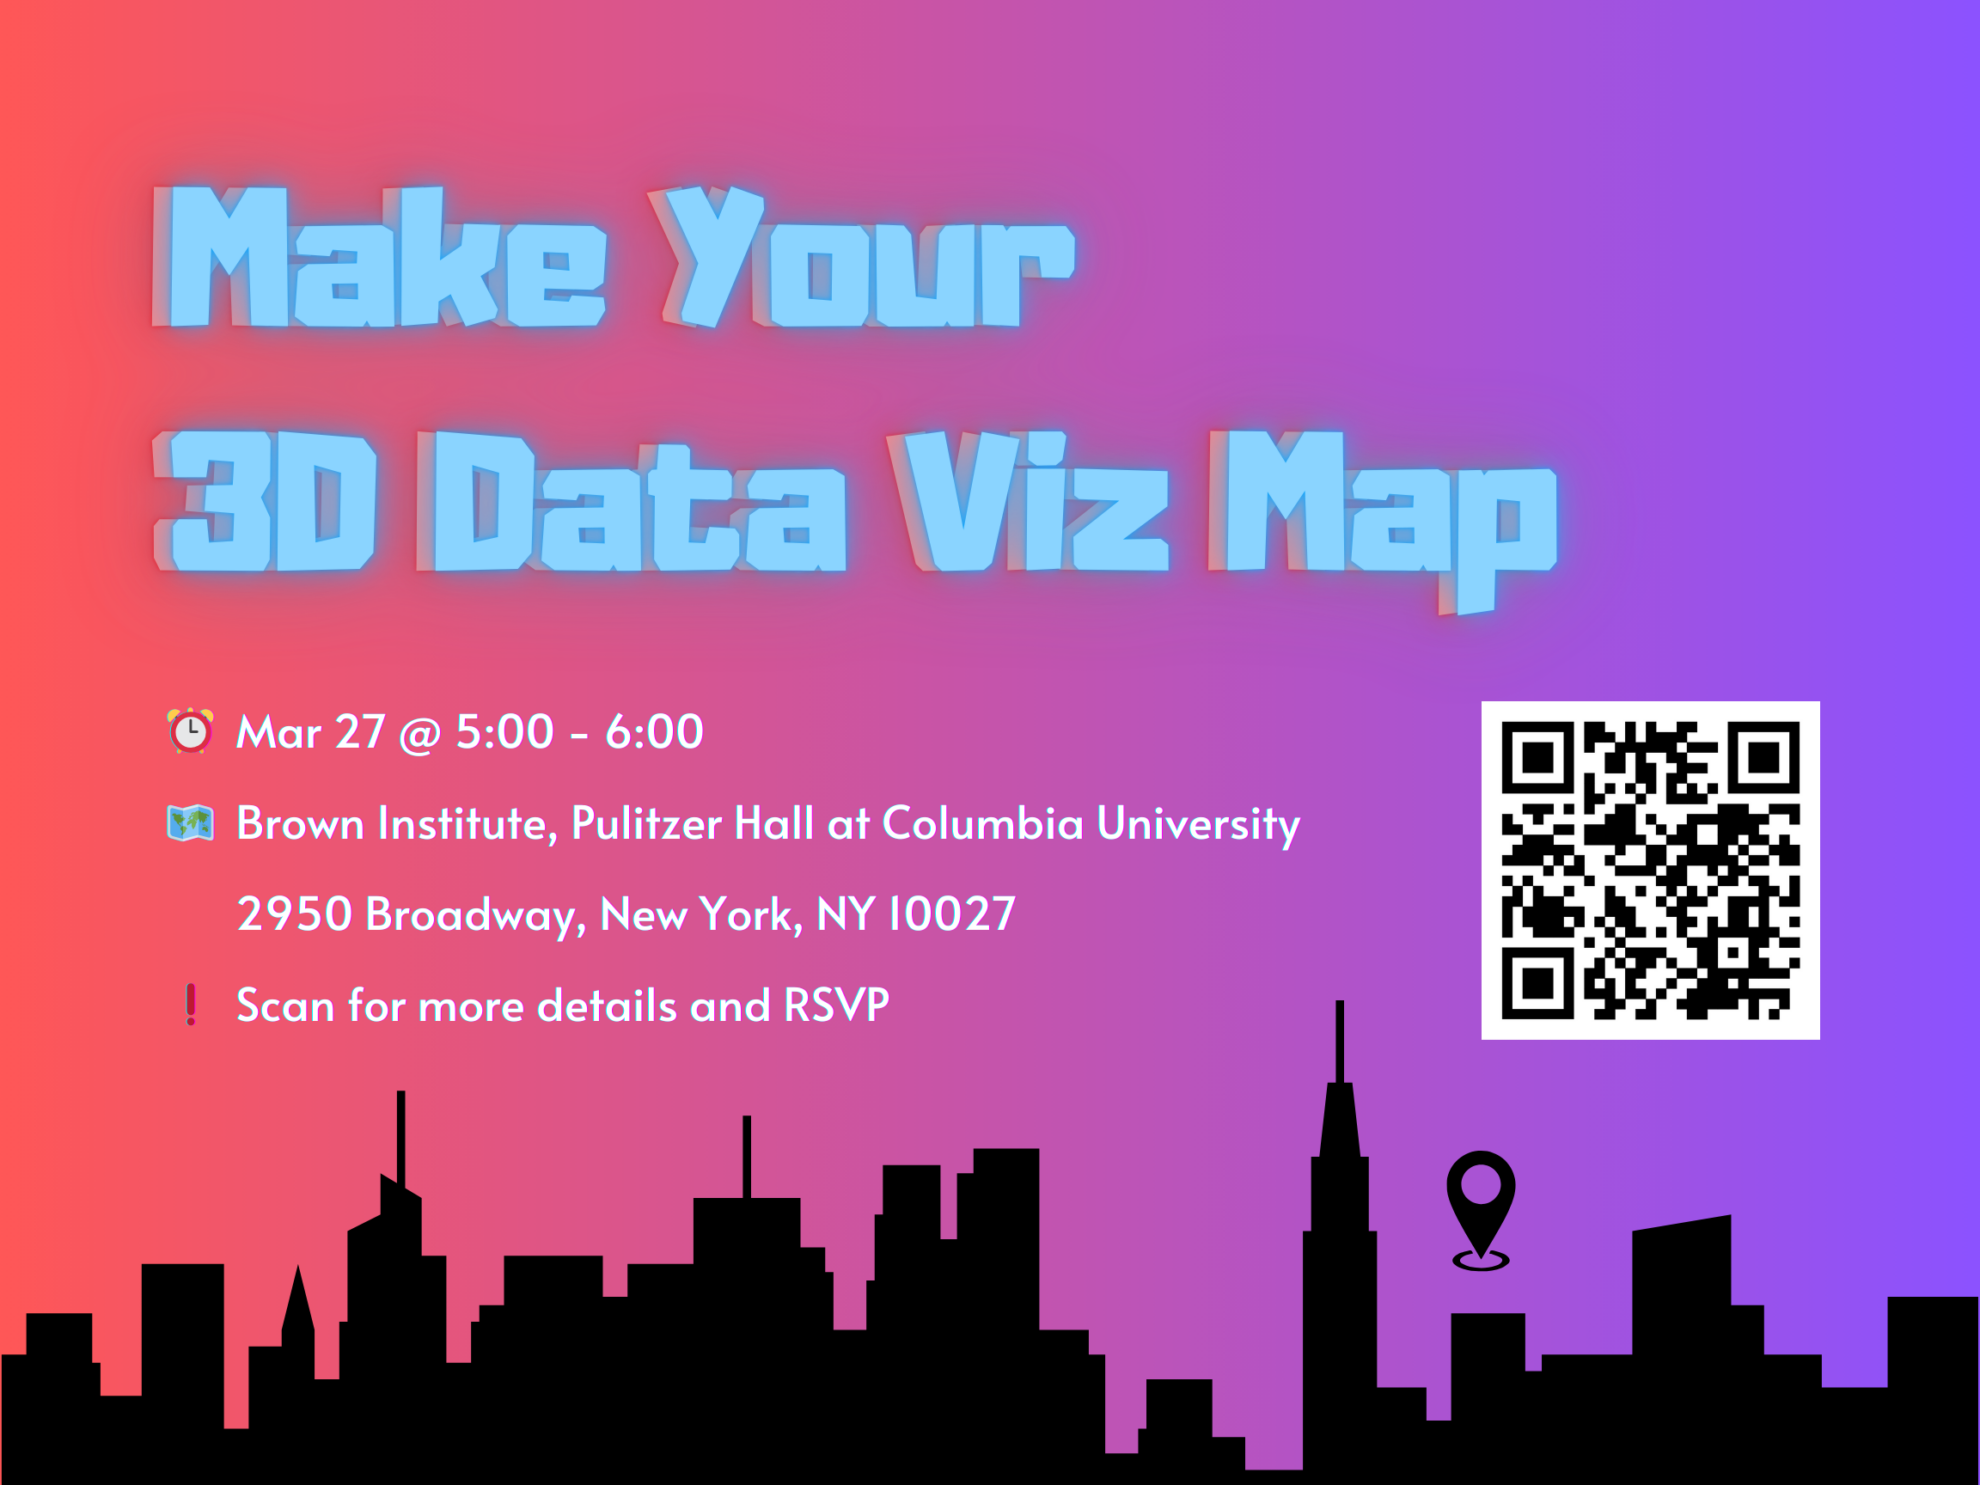 Make Your
3D Data Viz Map
Mar 27 @ 5:00 - 6:00
Brown Institute, Pulitzer Hall at Columbia University
2950 Broadway, New York, NY 10027
Scan for more details and RSVP